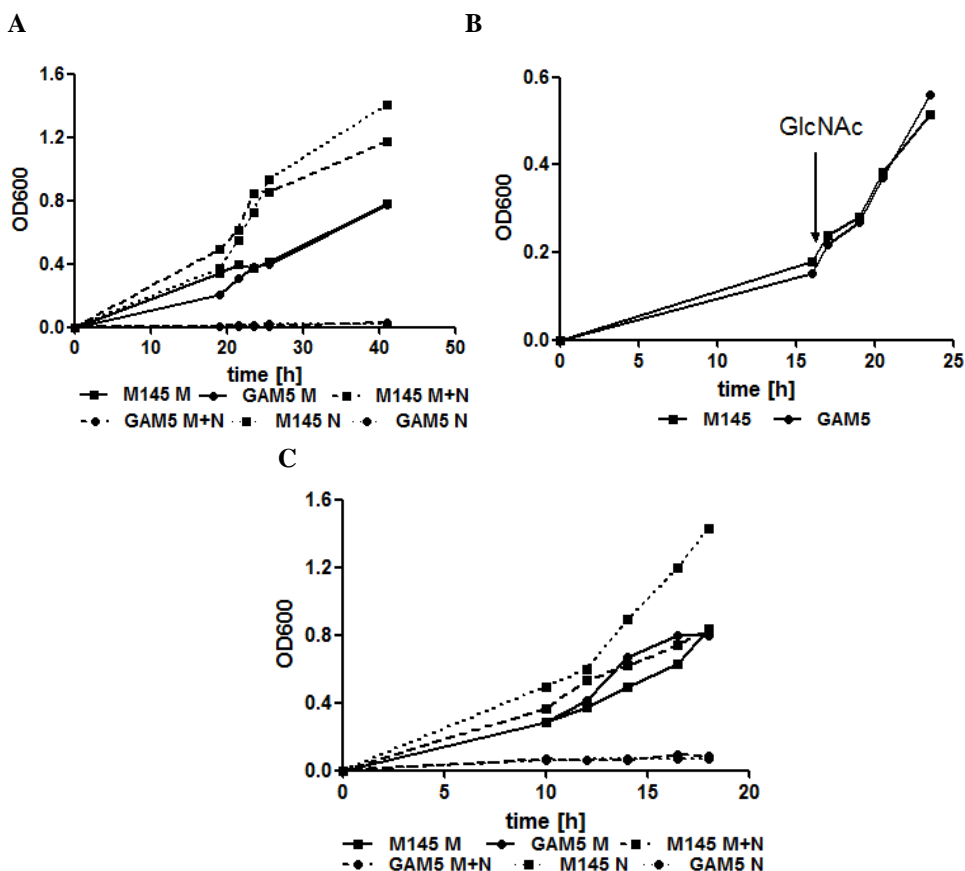 A
B
1.6
1.2
0.8
0.4
0.0
OD600
0 10 20 30 40 50
time [h]
M145 M GAM5 M M145 M+N
GAM5 M+N M145 N GAM5 N
0.6
0.4
0.2
0.0
OD600
GlcNAc
0 5 10 15 20 25
time [h]
M145 GAM5
C
1.6
1.2
0.8
0.4
0.0
OD600
0 5 10 15 20
time [h]
M145 M GAM5 M M145 M+N
GAM5 M+N M145 N GAM5 N